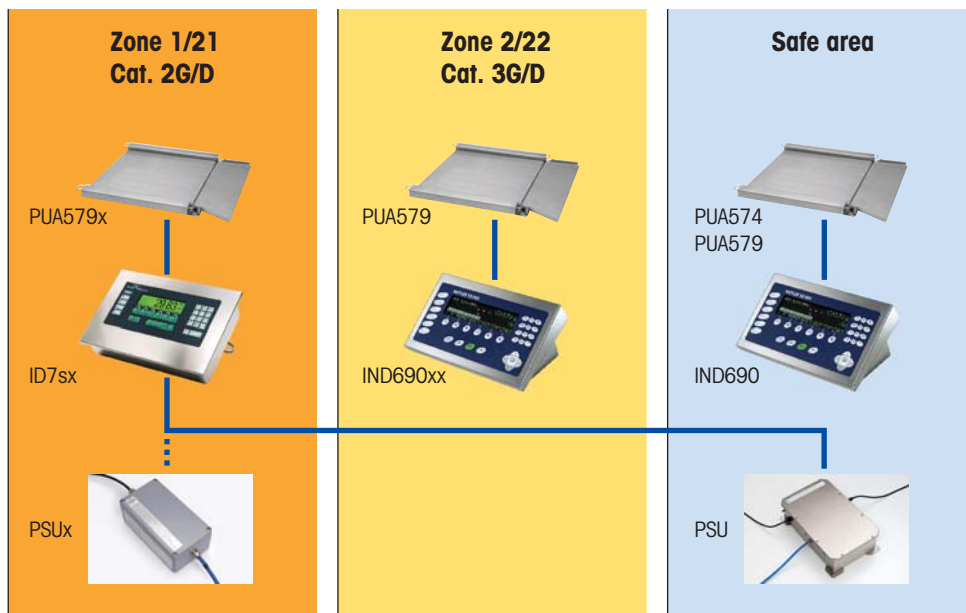 Zone 1/21
Cat. 2G/D
Zone 2/22
Cat. 3G/D
Safe area
PUA579x
PUA579
PUA574
PUA579
ID7sx
IND690xx
IND690
PSUx
PSU